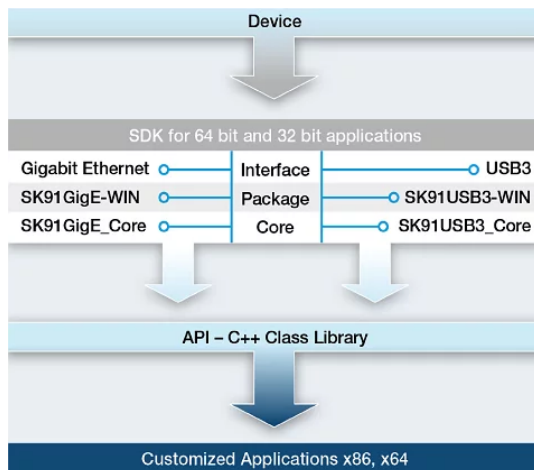 Device
SDK for 64 bit and 32 bit applications
Gigabit Ethernet Interface USB3
SK91GigE-WIN Package SK91USB3-WIN
SK91GigE_Core Core SK91USB3_Core
API – C++ Class Library
Customized Applications x86, x64